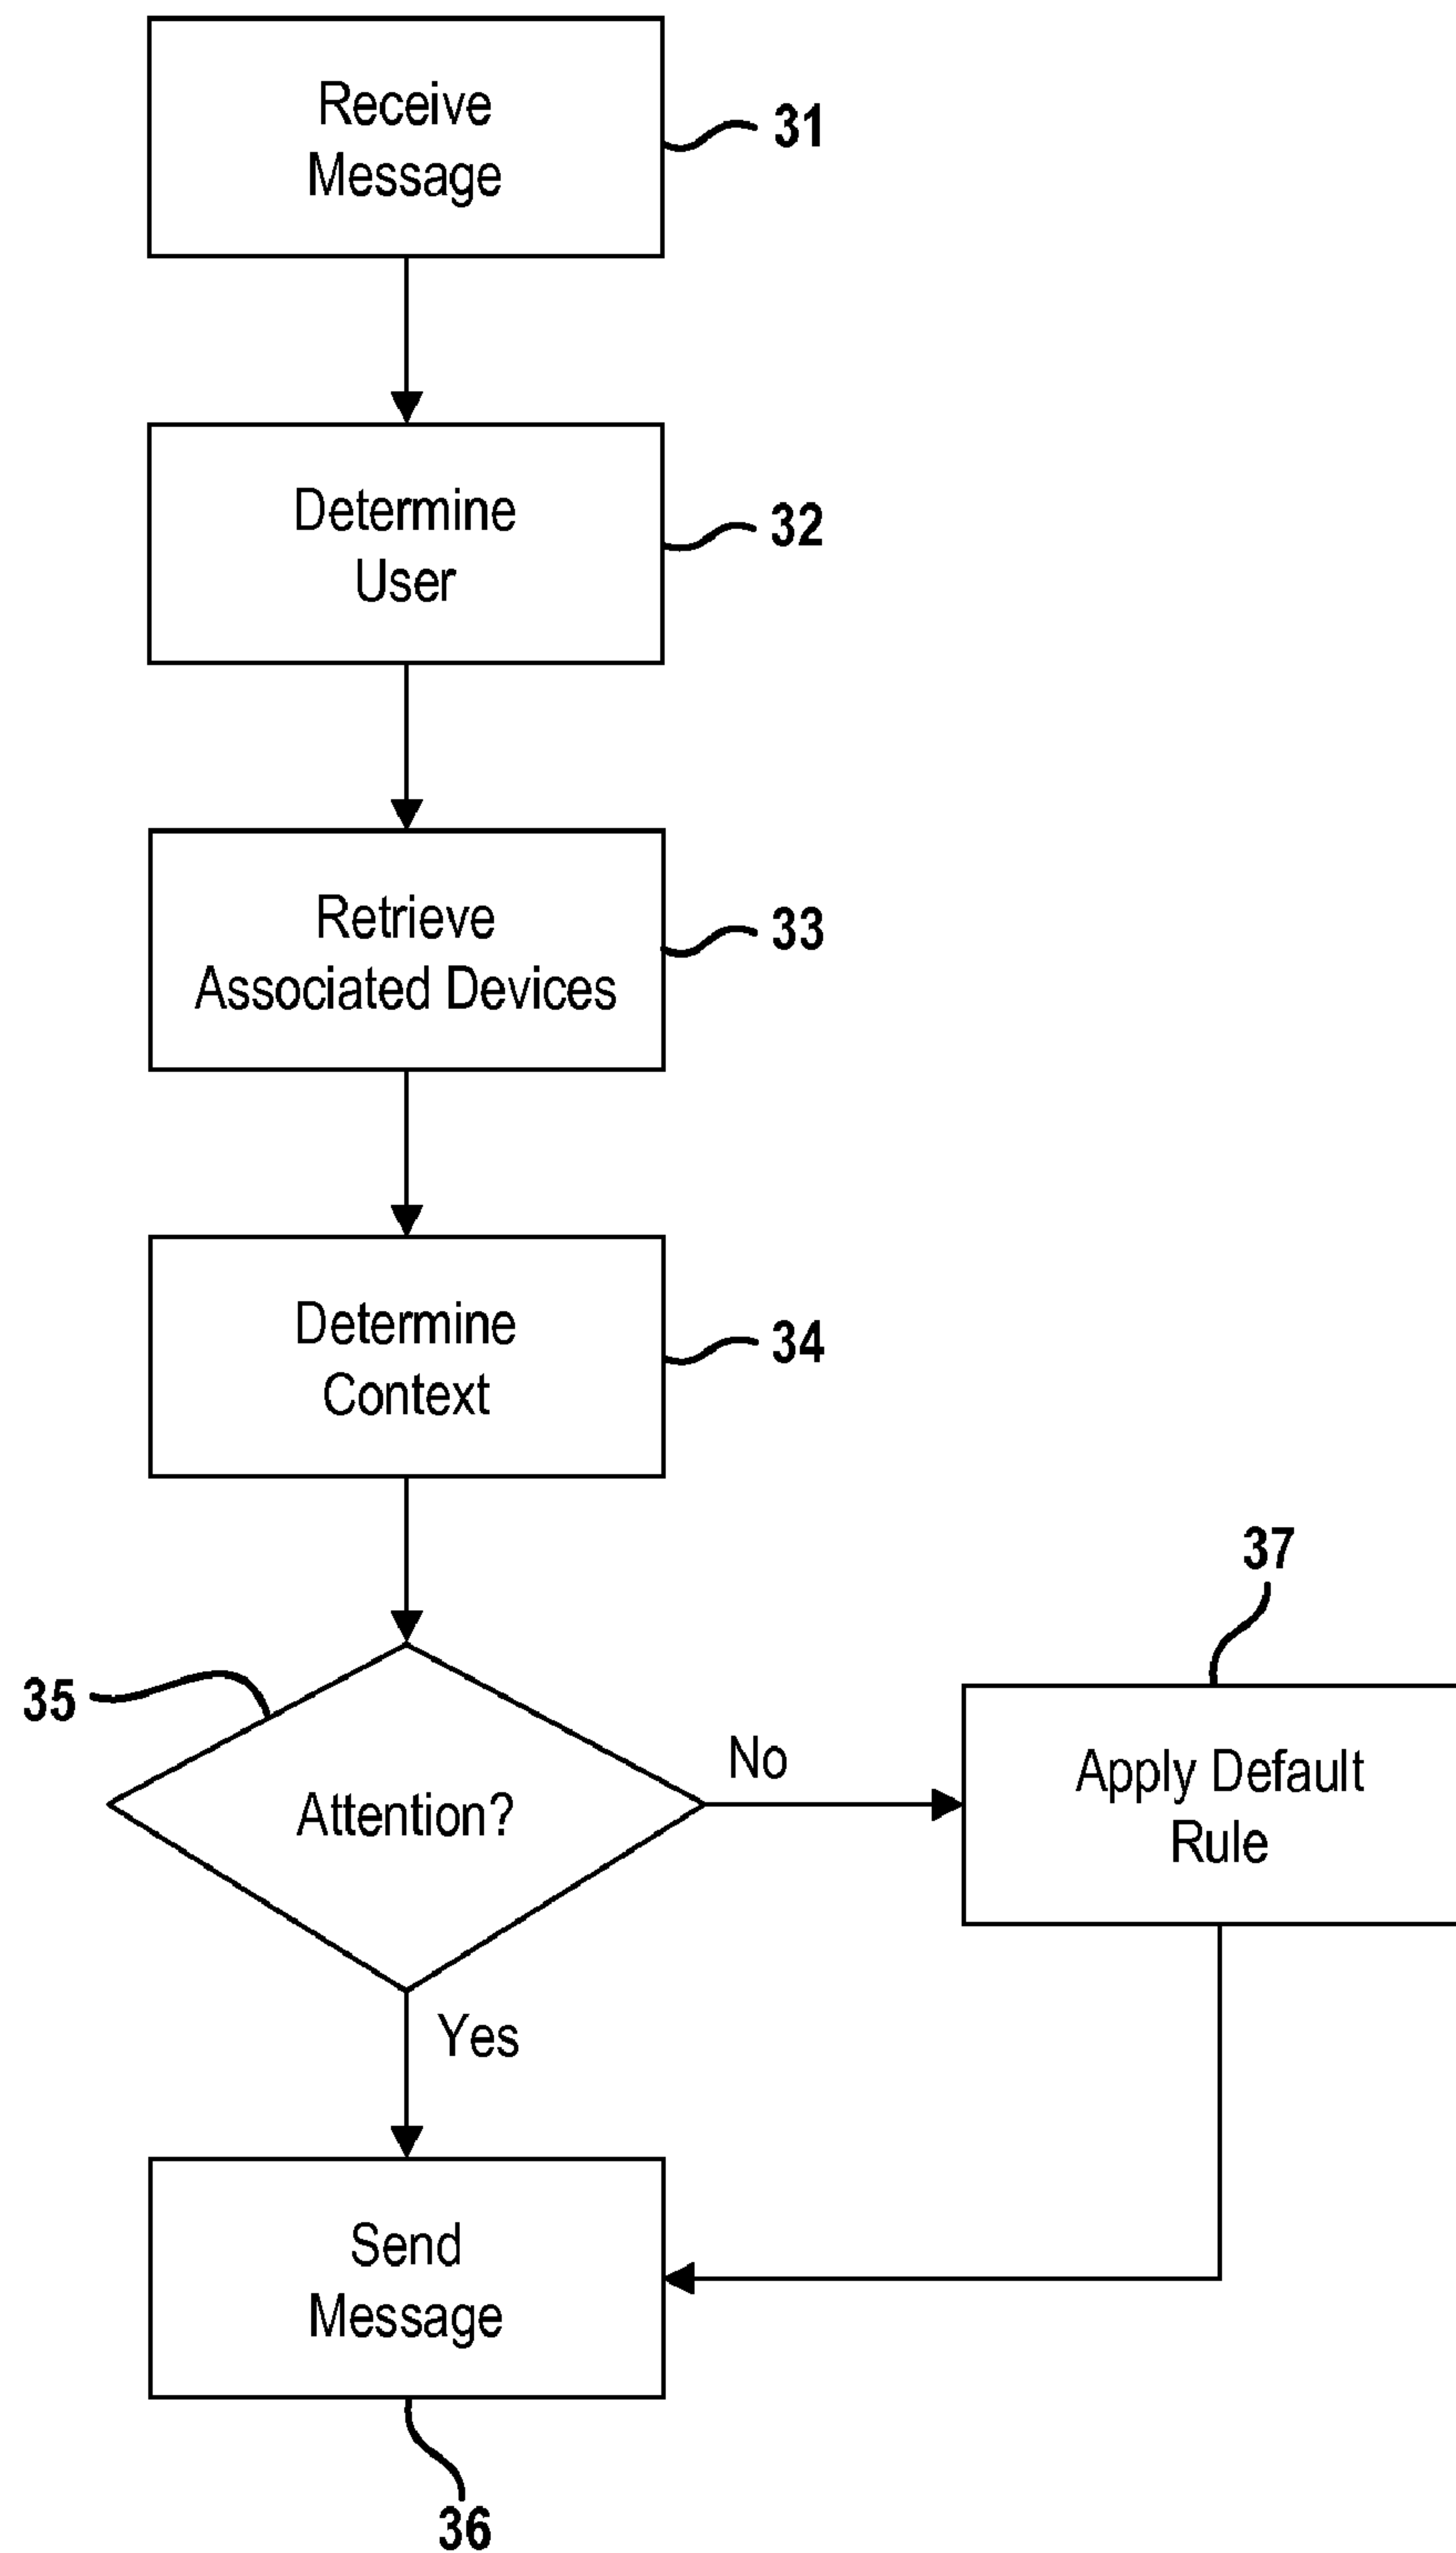 Receive
Message
31
Determine
User
32
Retrieve
Associated Devices
33
Determine
Context
34
37
35
Attention?
No
Apply Default
Rule
Yes
Send
Message
36